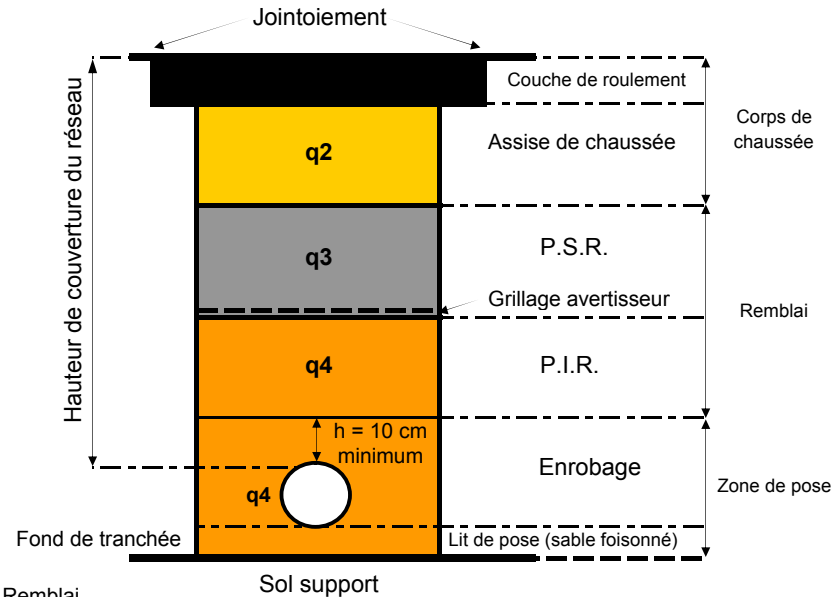 Jointoiement
Couche de roulement
Hauteur de couverture du réseau
q2
Assise de chaussée
Corps de
chaussée
q3
P.S.R.
Grillage avertisseur
Remblai
q4
P.I.R.
h = 10 cm
minimum
Enrobage
q4
Zone de pose
Fond de tranchée
Lit de pose (sable foisonné)
Sol support
Remblai